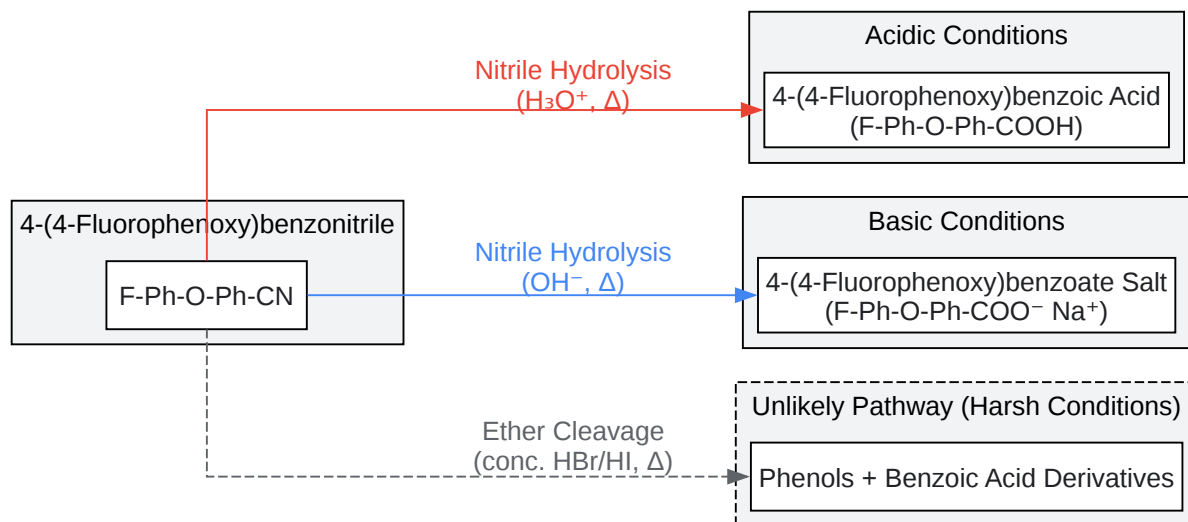 Acidic Conditions
Nitrile Hydrolysis
(H₃O⁺, Δ)
4-(4-Fluorophenoxy)benzoic Acid
(F-Ph-O-Ph-COOH)
4-(4-Fluorophenoxy)benzonitrile
F-Ph-O-Ph-CN
Basic Conditions
Nitrile Hydrolysis
(OH⁻, Δ)
4-(4-Fluorophenoxy)benzoate Salt
(F-Ph-O-Ph-COO⁻ Na⁺)
Unlikely Pathway (Harsh Conditions)
Ether Cleavage
(conc. HBr/HI, Δ)
Phenols + Benzoic Acid Derivatives